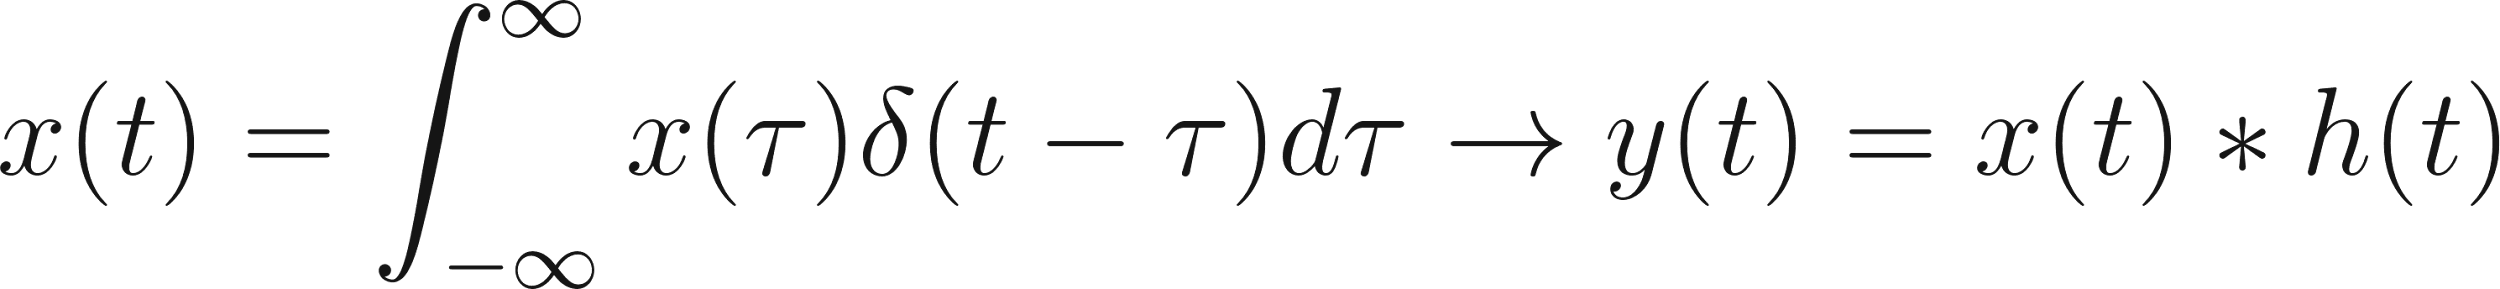 x(t) = ∫_{-∞}^{∞} x(τ)δ(t − τ)dτ ⟶ y(t) = x(t) ∗ h(t)